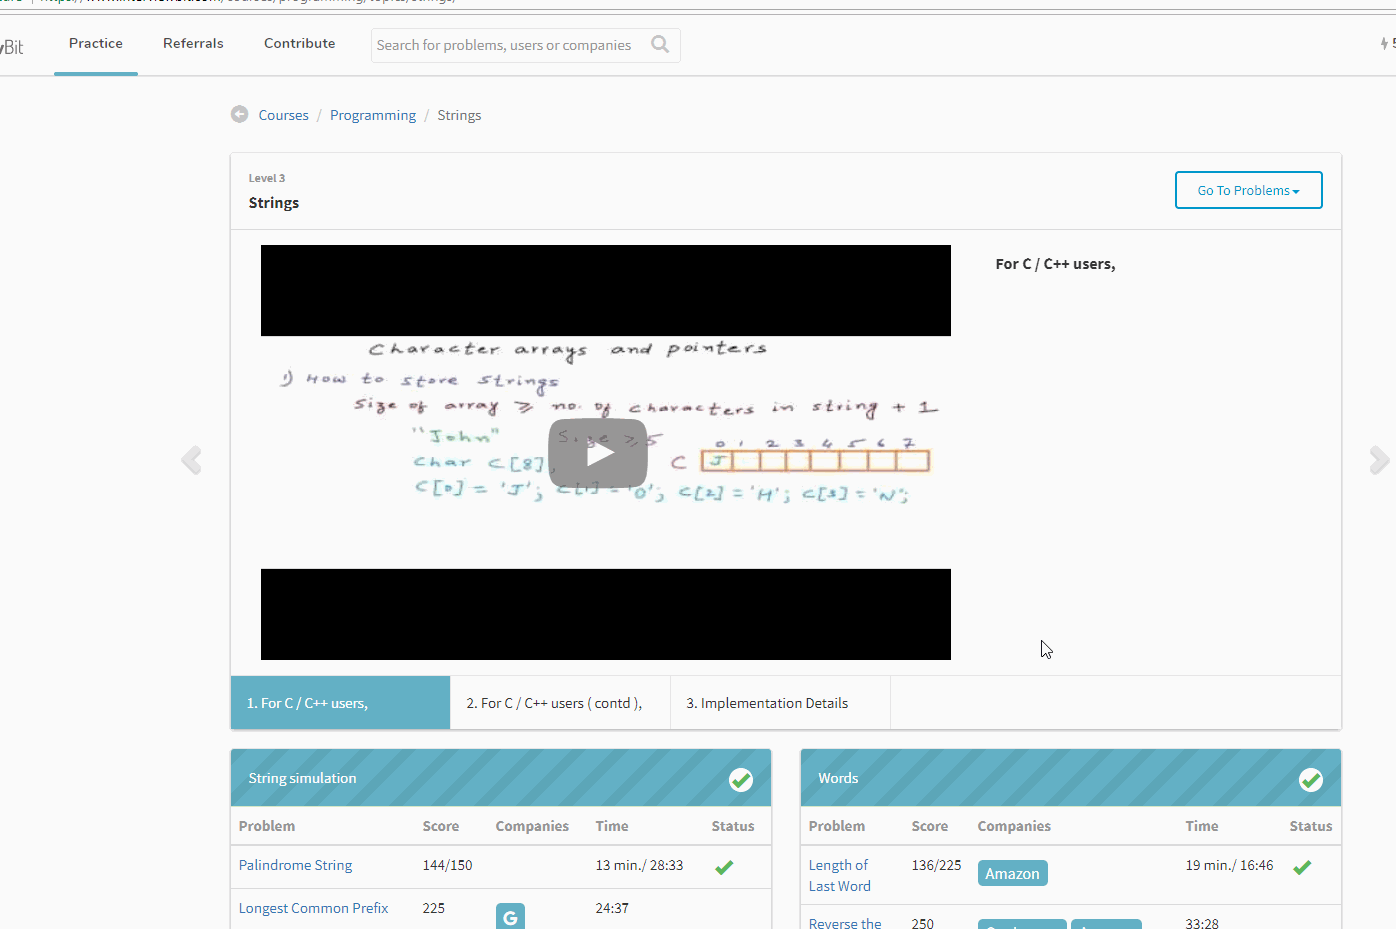 Bit
Practice
Referrals
Contribute
Search for problems, users or companies
5
Courses / Programming / Strings
Level 3
Strings
Go To Problems
For C / C++ users,
Character arrays and pointers
1) How to store strings
Size of array ≥ no. of characters in string + 1
"John" Size ≥ 5
0 1 2 3 4 5 6 7
Char C[8]; C J
C[0] = 'J'; C[1] = 'O'; C[2] = 'H'; C[3] = 'N';
1. For C / C++ users,
2. For C / C++ users ( contd ),
3. Implementation Details
String simulation
Problem Score Companies Time Status
Palindrome String 144/150 13 min./ 28:33
Longest Common Prefix 225 G 24:37
Words
Problem Score Companies Time Status
Length of Last Word 136/225 Amazon 19 min./ 16:46
Reverse the 250 33:28